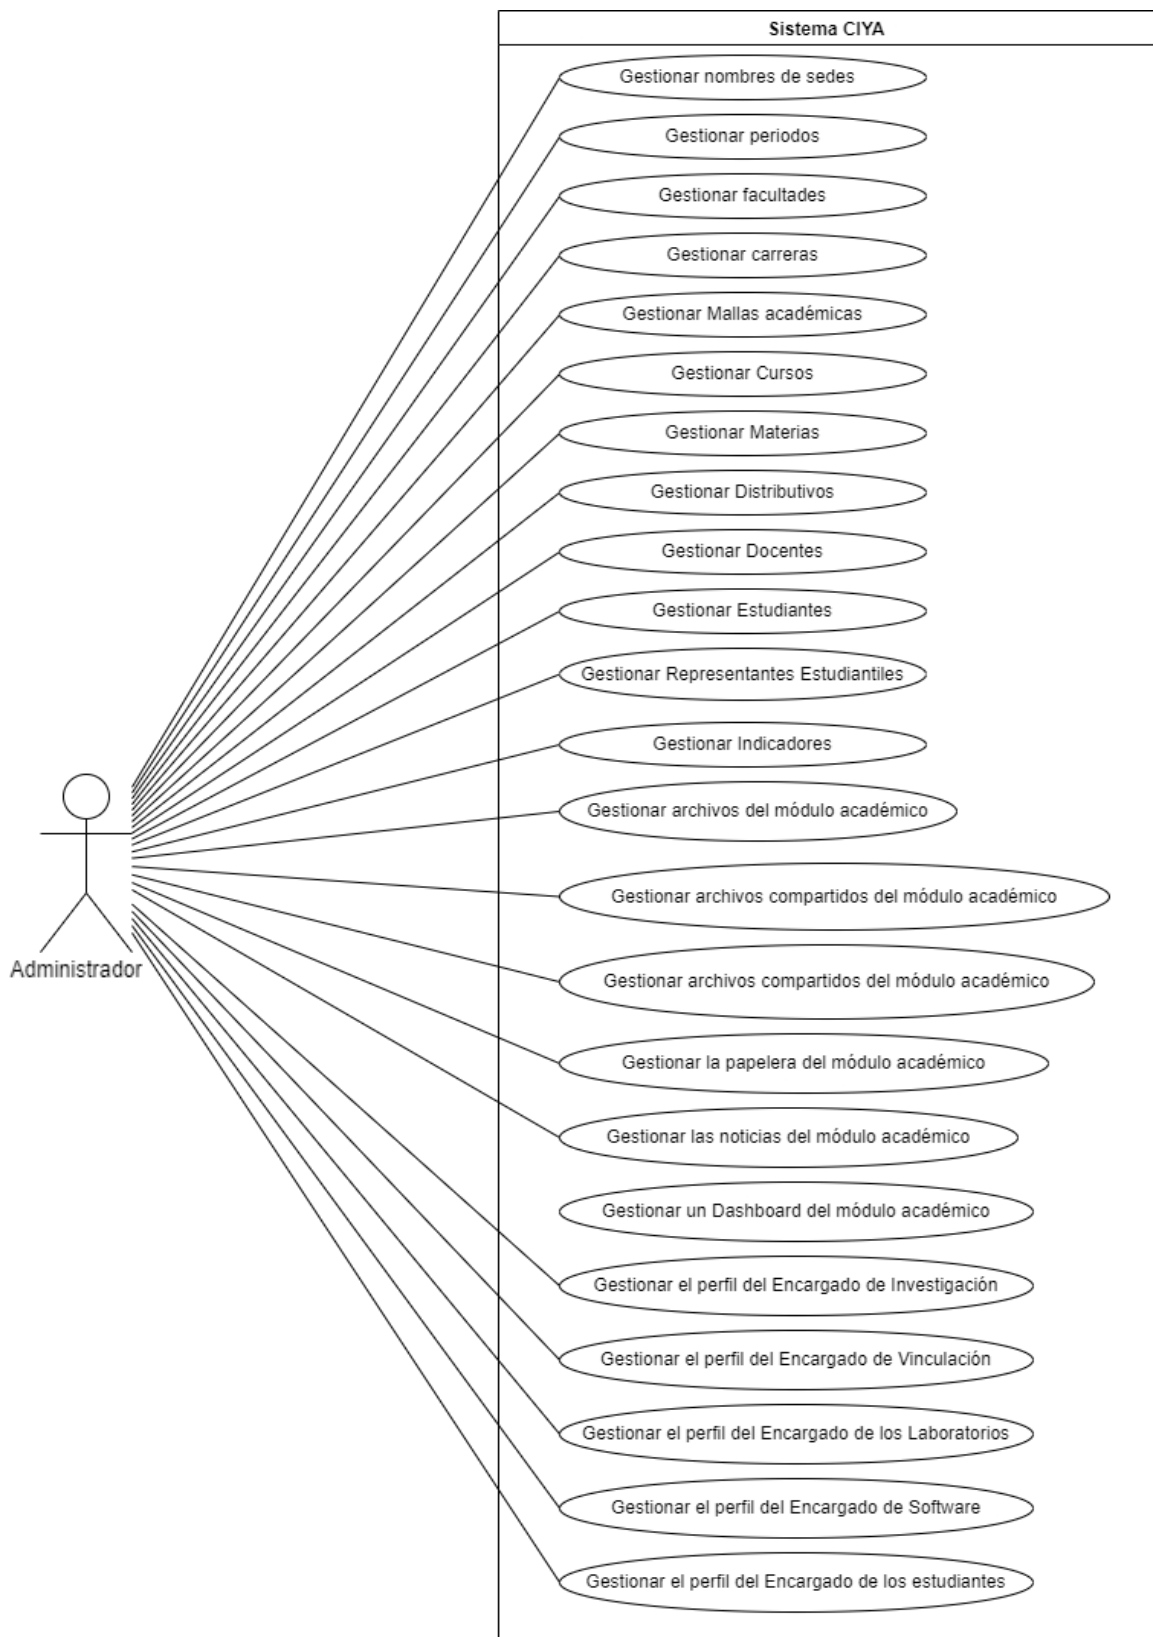 Sistema CIYA
Gestionar nombres de sedes
Gestionar periodos
Gestionar facultades
Gestionar carreras
Gestionar Mallas académicas
Gestionar Cursos
Gestionar Materias
Gestionar Distributivos
Gestionar Docentes
Gestionar Estudiantes
Gestionar Representantes Estudiantiles
Gestionar Indicadores
Gestionar archivos del módulo académico
Gestionar archivos compartidos del módulo académico
Administrador
Gestionar archivos compartidos del módulo académico
Gestionar la papelera del módulo académico
Gestionar las noticias del módulo académico
Gestionar un Dashboard del módulo académico
Gestionar el perfil del Encargado de Investigación
Gestionar el perfil del Encargado de Vinculación
Gestionar el perfil del Encargado de los Laboratorios
Gestionar el perfil del Encargado de Software
Gestionar el perfil del Encargado de los estudiantes